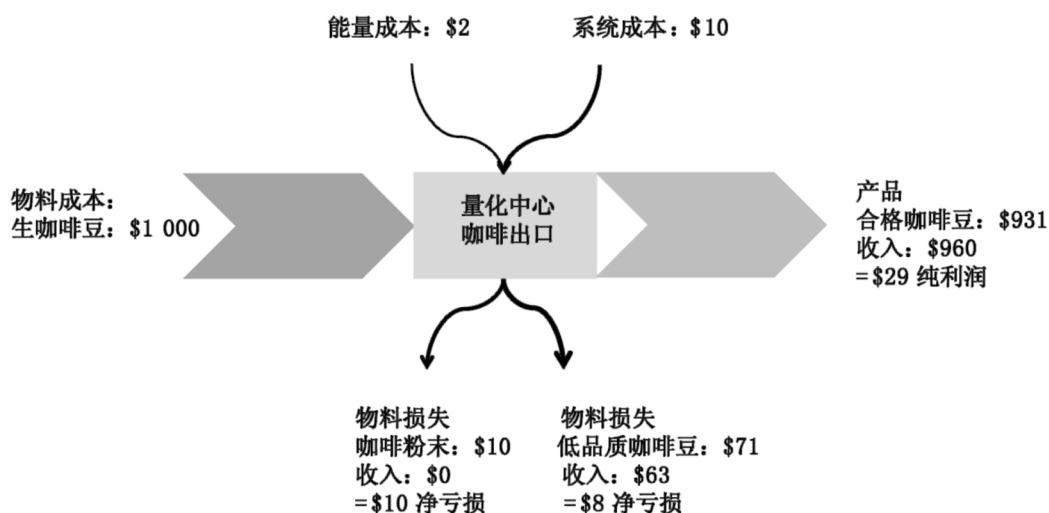 能量成本：$2
系统成本：$10
物料成本：
生咖啡豆：$1 000
量化中心
咖啡出口
产品
合格咖啡豆：$931
收入：$960
=$29 纯利润
物料损失
咖啡粉末：$10
收入：$0
=$10 净亏损
物料损失
低品质咖啡豆：$71
收入：$63
=$8 净亏损